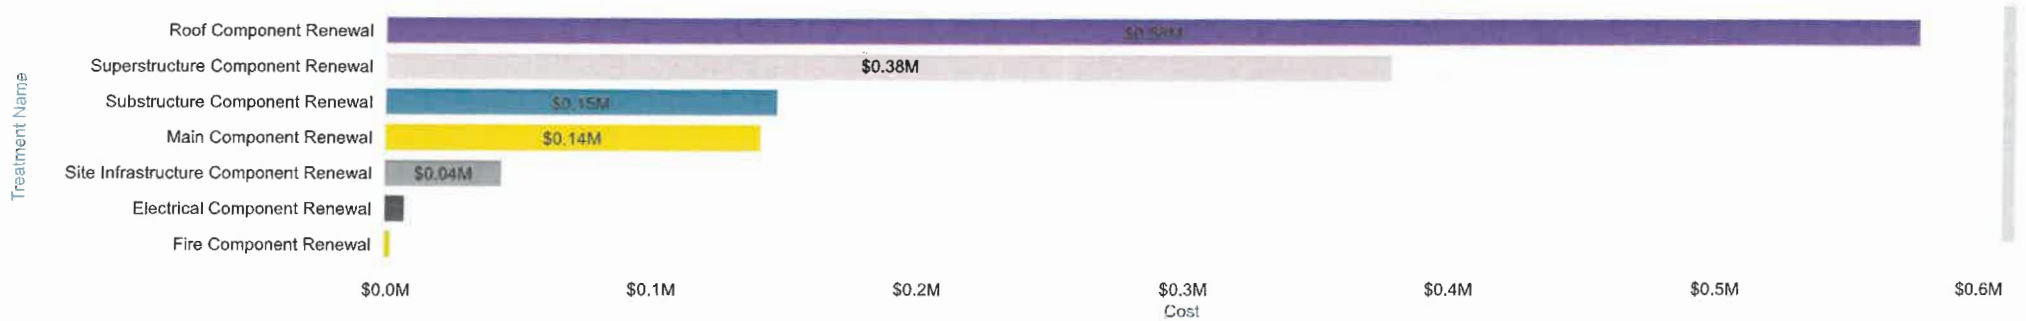 Treatment Name
Roof Component Renewal $0.58M
Superstructure Component Renewal $0.38M
Substructure Component Renewal $0.15M
Main Component Renewal $0.14M
Site Infrastructure Component Renewal $0.04M
Electrical Component Renewal
Fire Component Renewal
$0.0M $0.1M $0.2M $0.3M $0.4M $0.5M $0.6M
Cost